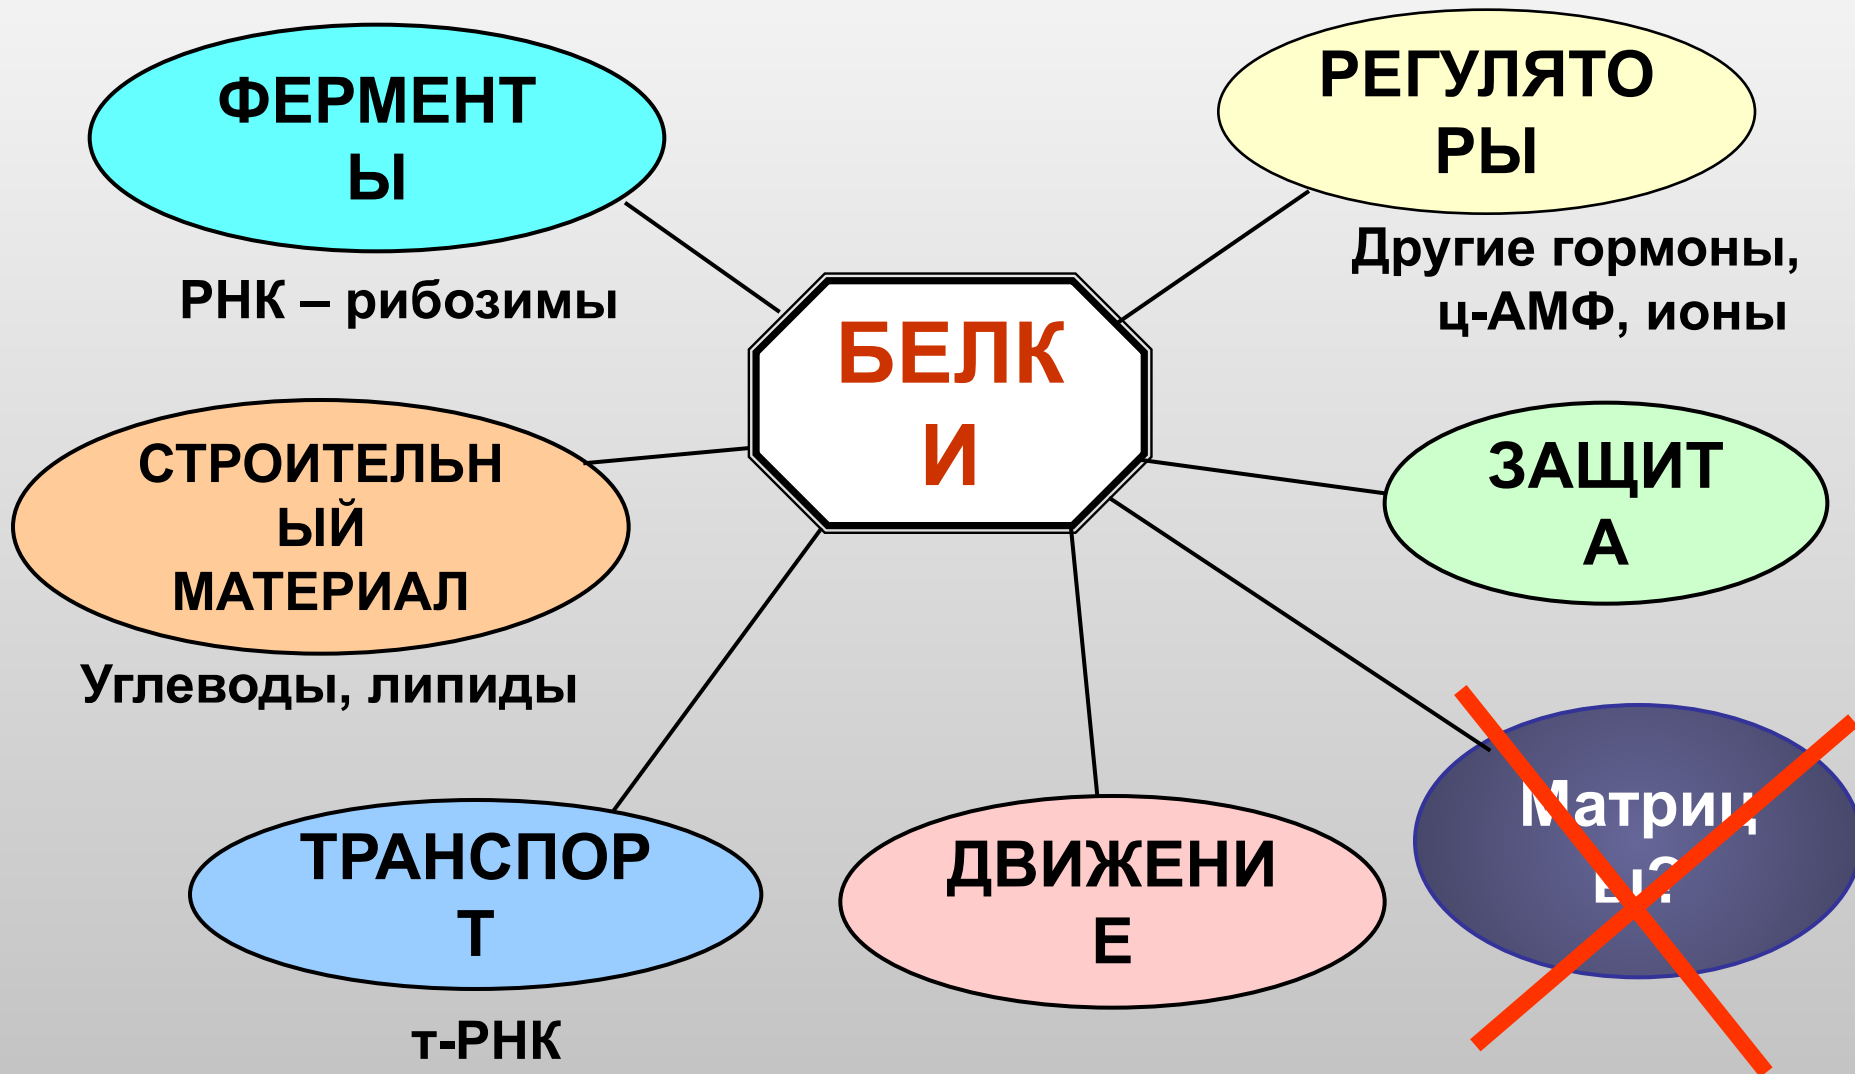 ФЕРМЕНТ
Ы
РНК – рибозимы
РЕГУЛЯТО
РЫ
Другие гормоны,
ц-АМФ, ионы
БЕЛК
И
СТРОИТЕЛЬН
ЫЙ
МАТЕРИАЛ
Углеводы, липиды
ЗАЩИТ
А
ТРАНСПОР
Т
т-РНК
ДВИЖЕНИ
Е
Матриц
ы?